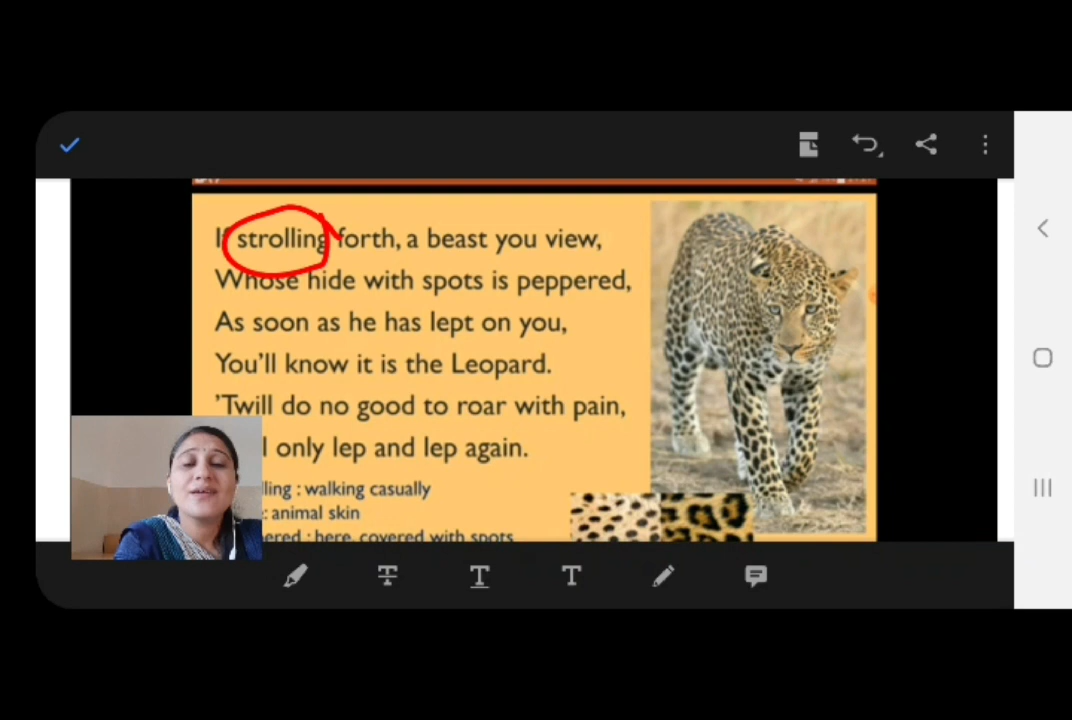 If strolling forth, a beast you view,
Whose hide with spots is peppered,
As soon as he has lept on you,
You'll know it is the Leopard.
'Twill do no good to roar with pain,
only lep and lep again.
lling : walking casually
: animal skin
ered : here, covered with spots